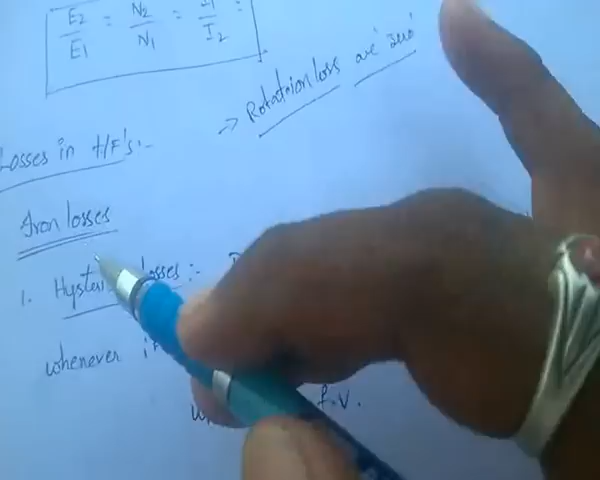 E2/E1 = N2/N1 = I1/I2 =
→ Rotation loss are zero
Losses in T/F's:-
Iron losses
1. Hyster losses :-
whenever
f.v.